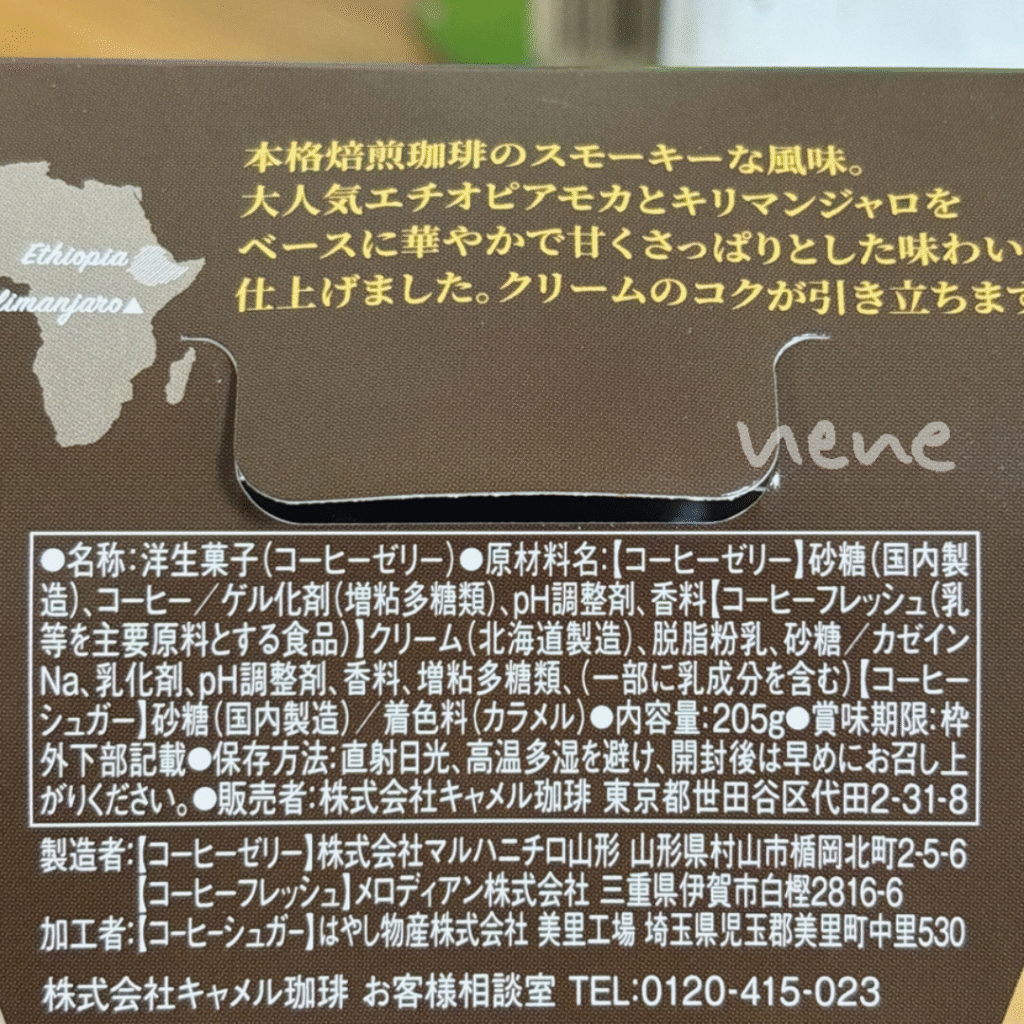 本格焙煎珈琲のスモーキーな風味。
大人気エチオピアモカとキリマンジャロを
ベースに華やかで甘くさっぱりとした味わい
仕上げました。クリームのコクが引き立ちます
Ethiopia
limanjaro▲
nene
●名称:洋生菓子(コーヒーゼリー)●原材料名:【コーヒーゼリー】砂糖(国内製
造)、コーヒー/ゲル化剤(増粘多糖類)、pH調整剤、香料【コーヒーフレッシュ(乳
等を主要原料とする食品)】クリーム(北海道製造)、脱脂粉乳、砂糖/カゼイン
Na、乳化剤、pH調整剤、香料、増粘多糖類、(一部に乳成分を含む)【コーヒー
シュガー】砂糖(国内製造)/着色料(カラメル)●内容量:205g●賞味期限:枠
外下部記載●保存方法:直射日光、高温多湿を避け、開封後は早めにお召し上
がりください。●販売者:株式会社キャメル珈琲 東京都世田谷区代田2-31-8
製造者:【コーヒーゼリー】株式会社マルハニチロ山形 山形県村山市楯岡北町2-5-6
【コーヒーフレッシュ】メロディアン株式会社 三重県伊賀市白樫2816-6
加工者:【コーヒーシュガー】はやし物産株式会社 美里工場 埼玉県児玉郡美里町中里530
株式会社キャメル珈琲 お客様相談室 TEL:0120-415-023